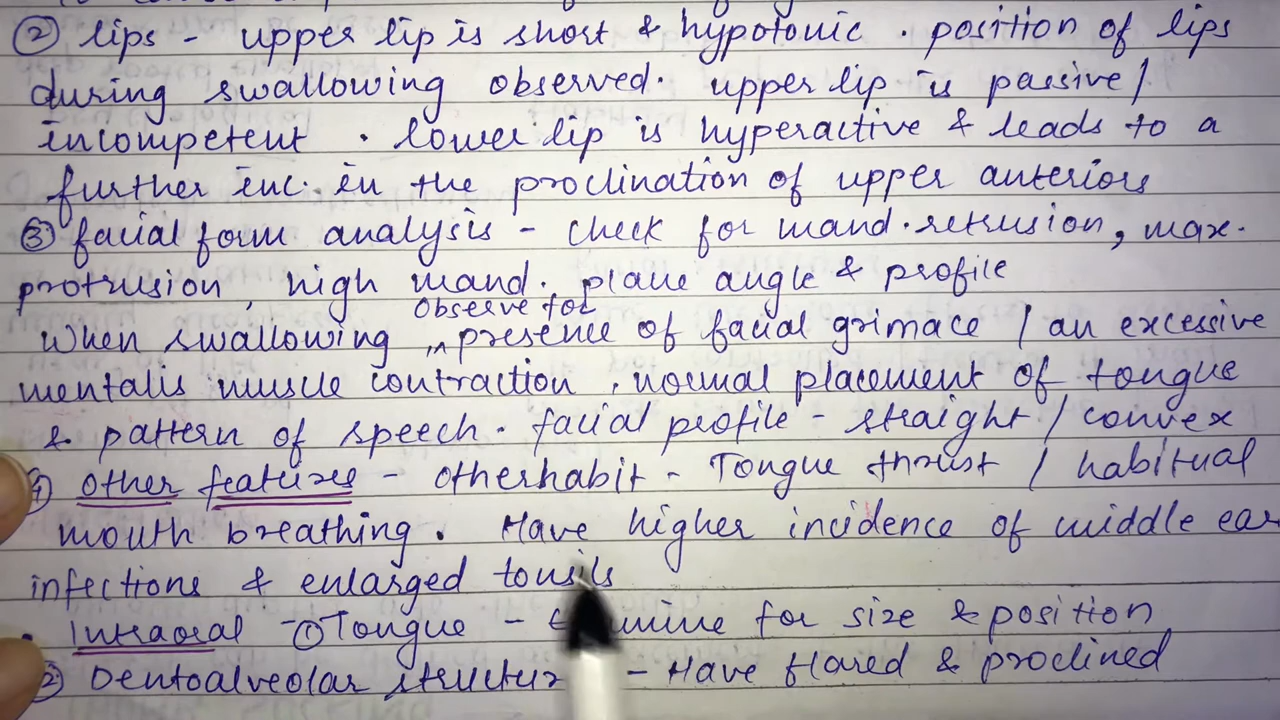 ② lips - upper lip is short & hypotonic . position of lips
during swallowing observed. upper lip is passive /
incompetent . lower lip is hyperactive & leads to a
further inc. in the proclination of upper anteriors
③ facial form analysis - check for mand. retrusion, max.
protrusion, high mand. plane angle & profile
observe for
When swallowing ^ presence of facial grimace / an excessive
mentalis muscle contraction , normal placement of tongue
& pattern of speech. facial profile - straight / convex
④ other features - other habit - Tongue thrust / habitual
mouth breathing. Have higher incidence of middle ear
infections & enlarged tonsils
. Intraoral - ① Tongue - for size & position
② Dentoalveolar - Have flared & proclined